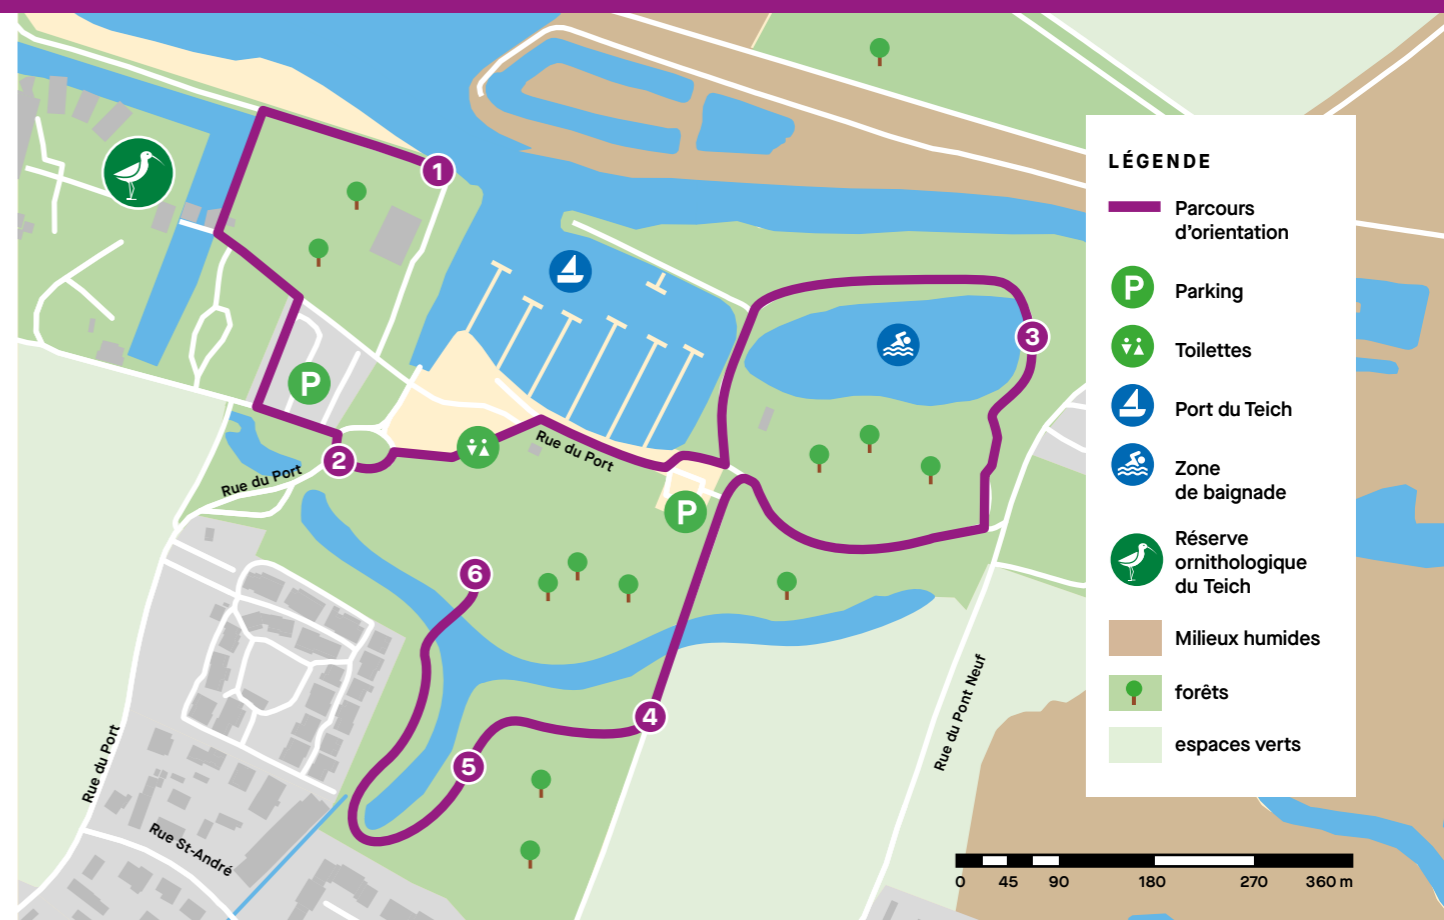 1
P
2
Rue du Port
Rue du Port
P
3
6
4
5
Rue du Port
Rue St-André
Rue du Pont Neuf
LÉGENDE
Parcours
d'orientation
P
Parking
Toilettes
Port du Teich
Zone
de baignade
Réserve
ornithologique
du Teich
Milieux humides
forêts
espaces verts
0 45 90 180 270 360 m